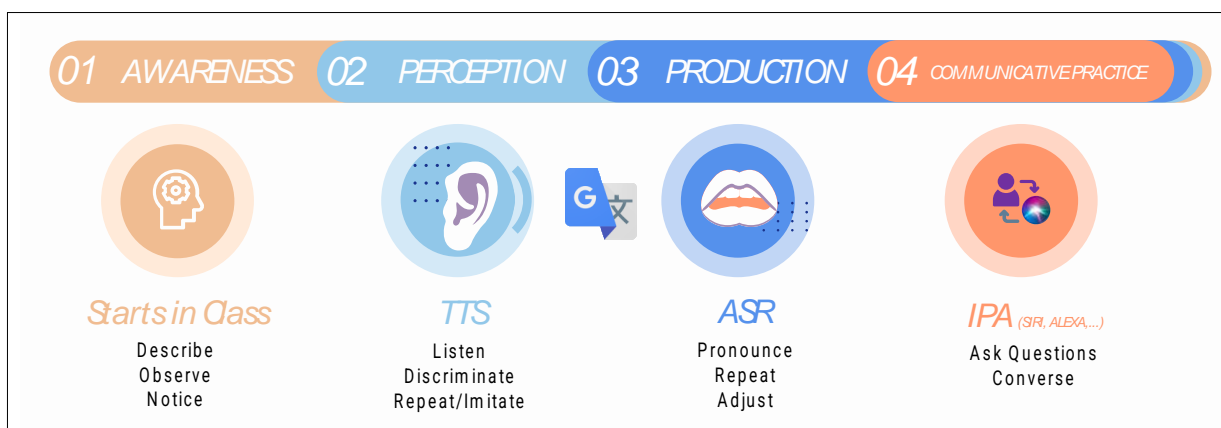 01 AWARENESS 02 PERCEPTION 03 PRODUCTION 04 COMMUNICATIVE PRACTICE
G 文
Starts in Class
Describe
Observe
Notice
TTS
Listen
Discriminate
Repeat/Imitate
ASR
Pronounce
Repeat
Adjust
IPA (SIRI, ALEXA,...)
Ask Questions
Converse